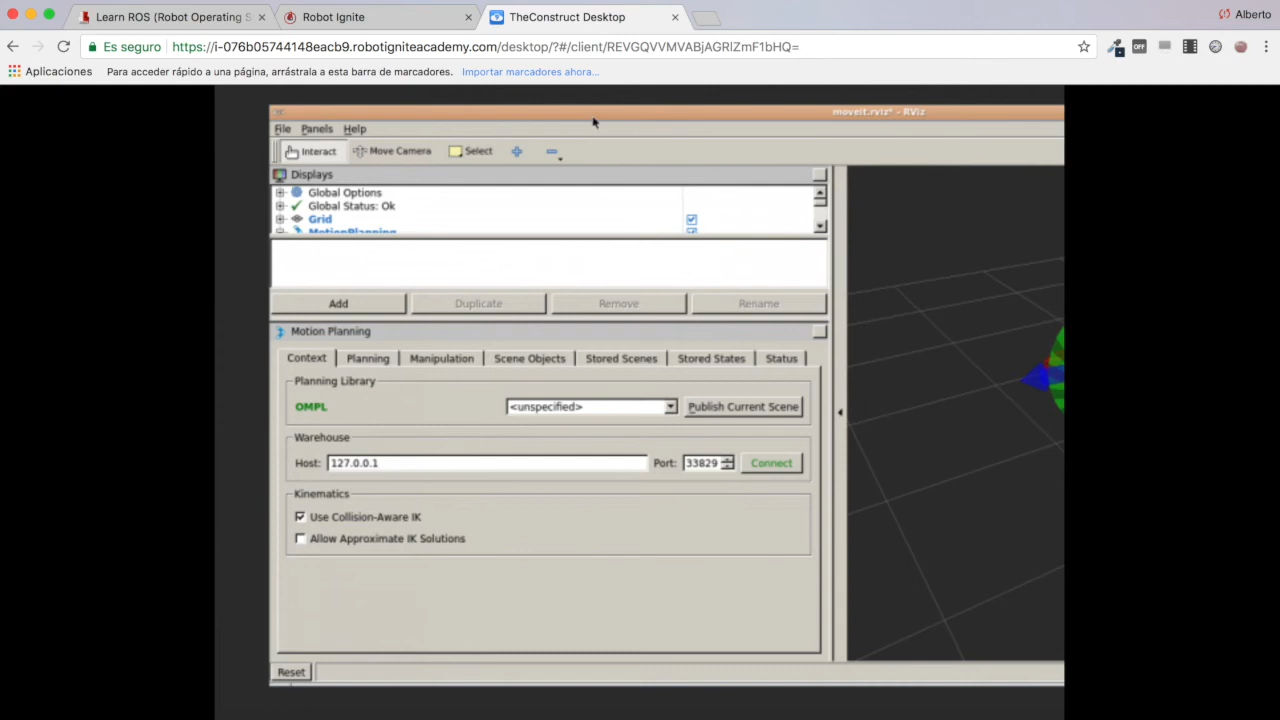 Learn ROS (Robot Operating S
Robot Ignite
TheConstruct Desktop
Alberto
Es seguro
https://i-076b05744148eacb9.robotigniteacademy.com/desktop/?#/client/REVGQVVMVABjAGRlZmF1bHQ=
OFF
Aplicaciones
Para acceder rápido a una página, arrástrala a esta barra de marcadores.
Importar marcadores ahora...
moveit.rviz* - RViz
File Panels Help
Interact
Move Camera
Select
Displays
Global Options
Global Status: Ok
Grid
MotionPlanning
Add
Duplicate
Remove
Rename
Motion Planning
Context
Planning
Manipulation
Scene Objects
Stored Scenes
Stored States
Status
Planning Library
OMPL
<unspecified>
Publish Current Scene
Warehouse
Host: 127.0.0.1
Port: 33829
Connect
Kinematics
Use Collision-Aware IK
Allow Approximate IK Solutions
Reset